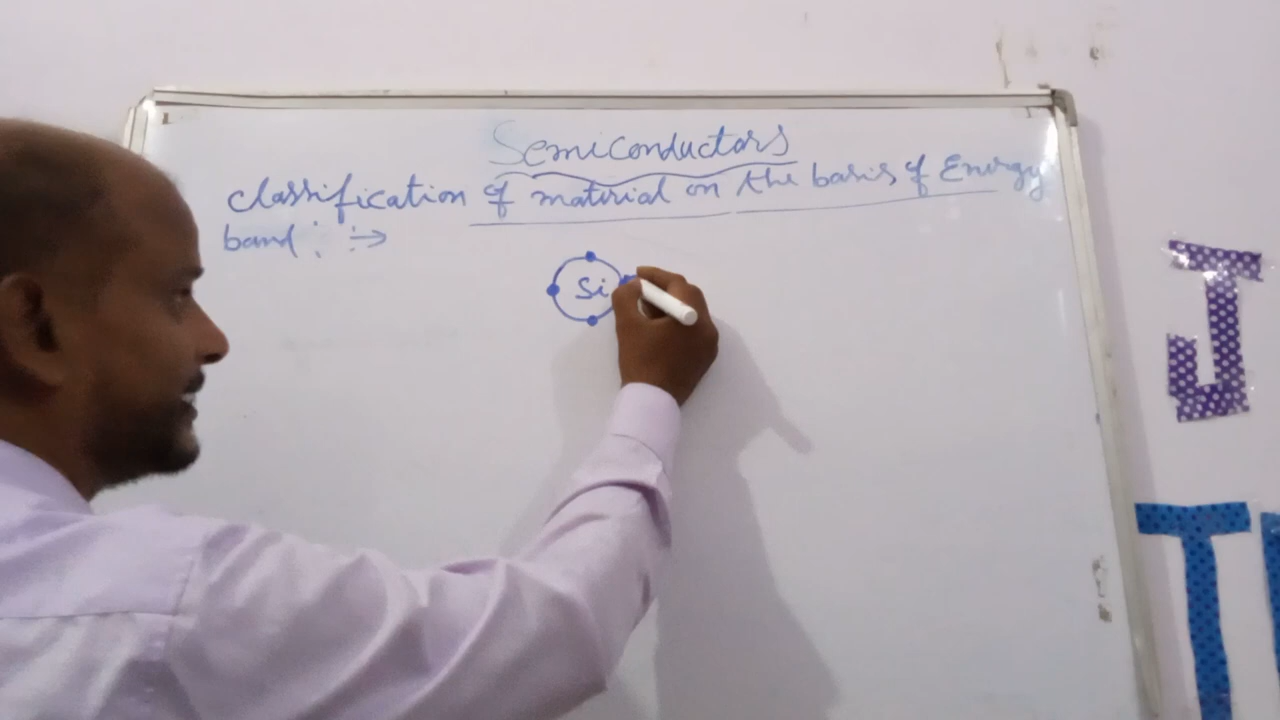 Semiconductors
classification of material on the basis of Energy
band : ÷→
Si
J
T